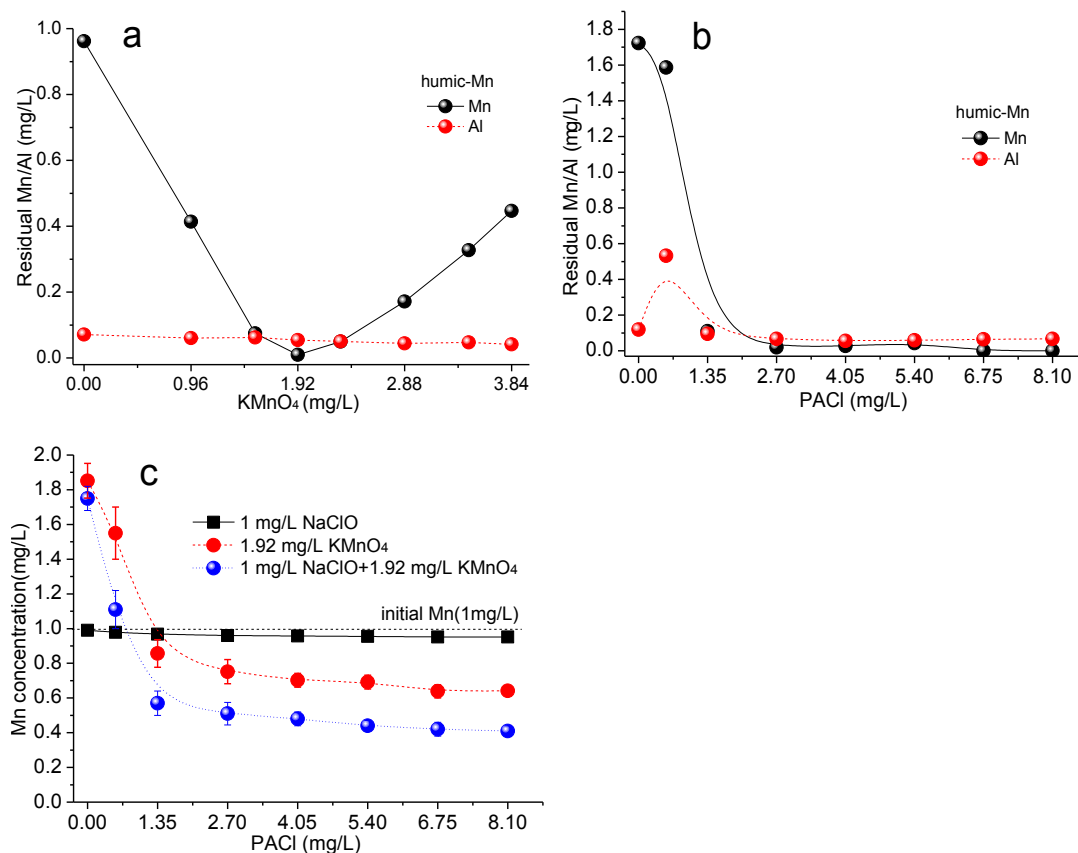 a
humic-Mn
Mn
Al
Residual Mn/Al (mg/L)
1.0
0.8
0.6
0.4
0.2
0.0
0.00 0.96 1.92 2.88 3.84
KMnO₄ (mg/L)
b
humic-Mn
Mn
Al
Residual Mn/Al (mg/L)
1.8
1.6
1.4
1.2
1.0
0.8
0.6
0.4
0.2
0.0
0.00 1.35 2.70 4.05 5.40 6.75 8.10
PACl (mg/L)
c
1 mg/L NaClO
1.92 mg/L KMnO₄
1 mg/L NaClO+1.92 mg/L KMnO₄
initial Mn(1mg/L)
Mn concentration(mg/L)
2.0
1.8
1.6
1.4
1.2
1.0
0.8
0.6
0.4
0.2
0.0
0.00 1.35 2.70 4.05 5.40 6.75 8.10
PACl (mg/L)